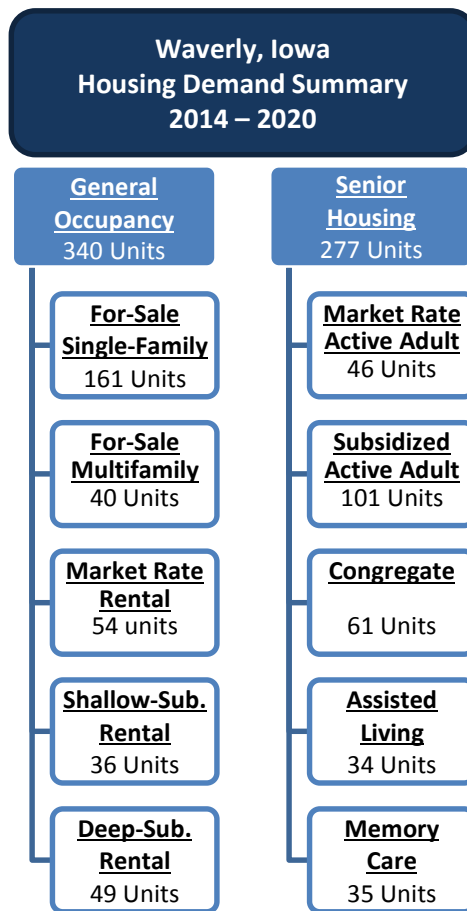 Waverly, Iowa
Housing Demand Summary
2014 – 2020
General
Occupancy
340 Units
For-Sale
Single-Family
161 Units
For-Sale
Multifamily
40 Units
Market Rate
Rental
54 units
Shallow-Sub.
Rental
36 Units
Deep-Sub.
Rental
49 Units
Senior
Housing
277 Units
Market Rate
Active Adult
46 Units
Subsidized
Active Adult
101 Units
Congregate
61 Units
Assisted
Living
34 Units
Memory
Care
35 Units